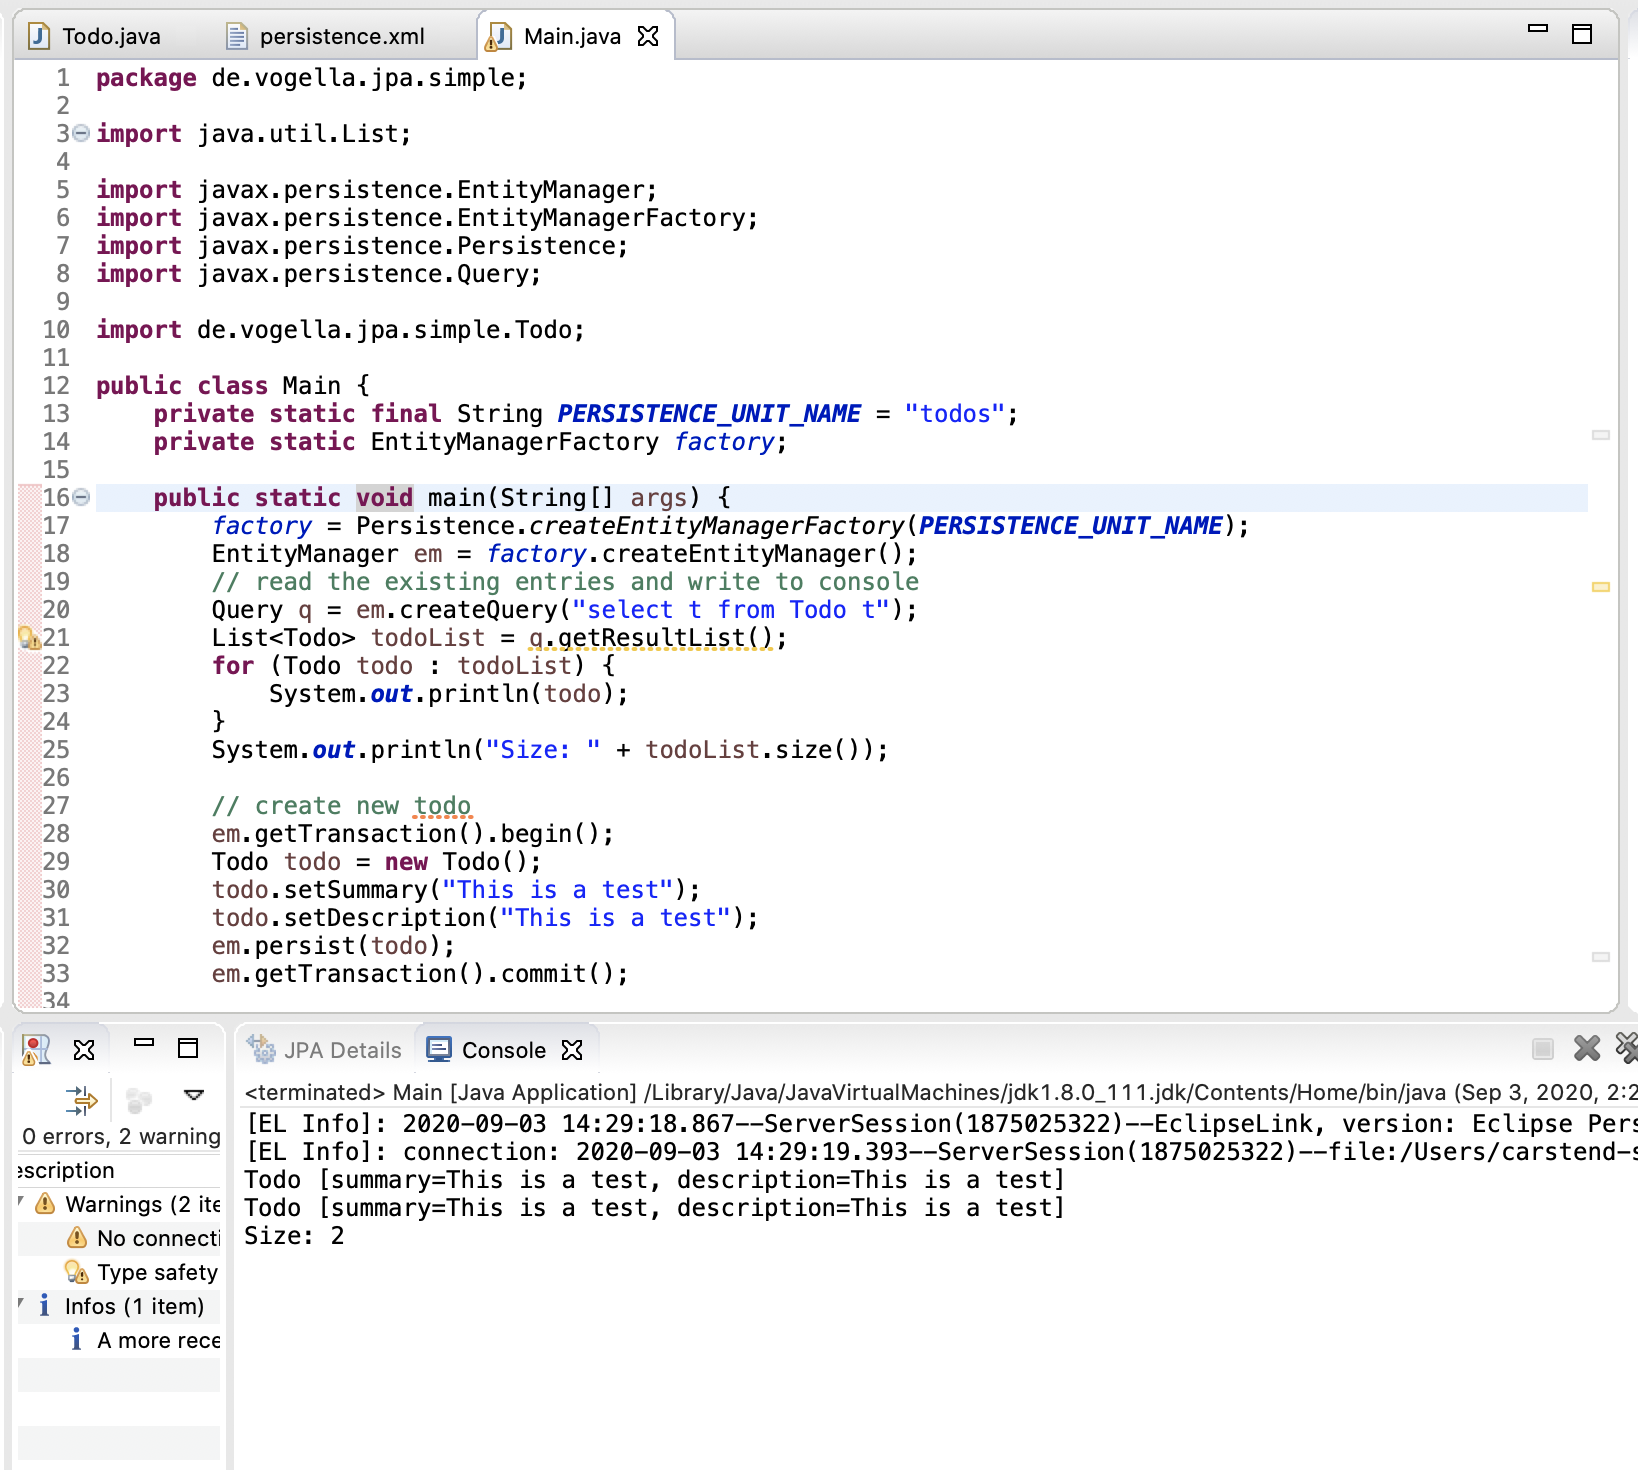 Todo.java persistence.xml Main.java
1 package de.vogella.jpa.simple;
2
3 import java.util.List;
4
5 import javax.persistence.EntityManager;
6 import javax.persistence.EntityManagerFactory;
7 import javax.persistence.Persistence;
8 import javax.persistence.Query;
9
10 import de.vogella.jpa.simple.Todo;
11
12 public class Main {
13     private static final String PERSISTENCE_UNIT_NAME = "todos";
14     private static EntityManagerFactory factory;
15
16     public static void main(String[] args) {
17         factory = Persistence.createEntityManagerFactory(PERSISTENCE_UNIT_NAME);
18         EntityManager em = factory.createEntityManager();
19         // read the existing entries and write to console
20         Query q = em.createQuery("select t from Todo t");
21         List<Todo> todoList = q.getResultList();
22         for (Todo todo : todoList) {
23             System.out.println(todo);
24         }
25         System.out.println("Size: " + todoList.size());
26
27         // create new todo
28         em.getTransaction().begin();
29         Todo todo = new Todo();
30         todo.setSummary("This is a test");
31         todo.setDescription("This is a test");
32         em.persist(todo);
33         em.getTransaction().commit();
34
0 errors, 2 warning
escription
Warnings (2 ite
No connecti
Type safety
Infos (1 item)
A more rece
JPA Details Console
<terminated> Main [Java Application] /Library/Java/JavaVirtualMachines/jdk1.8.0_111.jdk/Contents/Home/bin/java (Sep 3, 2020, 2:2
[EL Info]: 2020-09-03 14:29:18.867--ServerSession(1875025322)--EclipseLink, version: Eclipse Pers
[EL Info]: connection: 2020-09-03 14:29:19.393--ServerSession(1875025322)--file:/Users/carstend-s
Todo [summary=This is a test, description=This is a test]
Todo [summary=This is a test, description=This is a test]
Size: 2